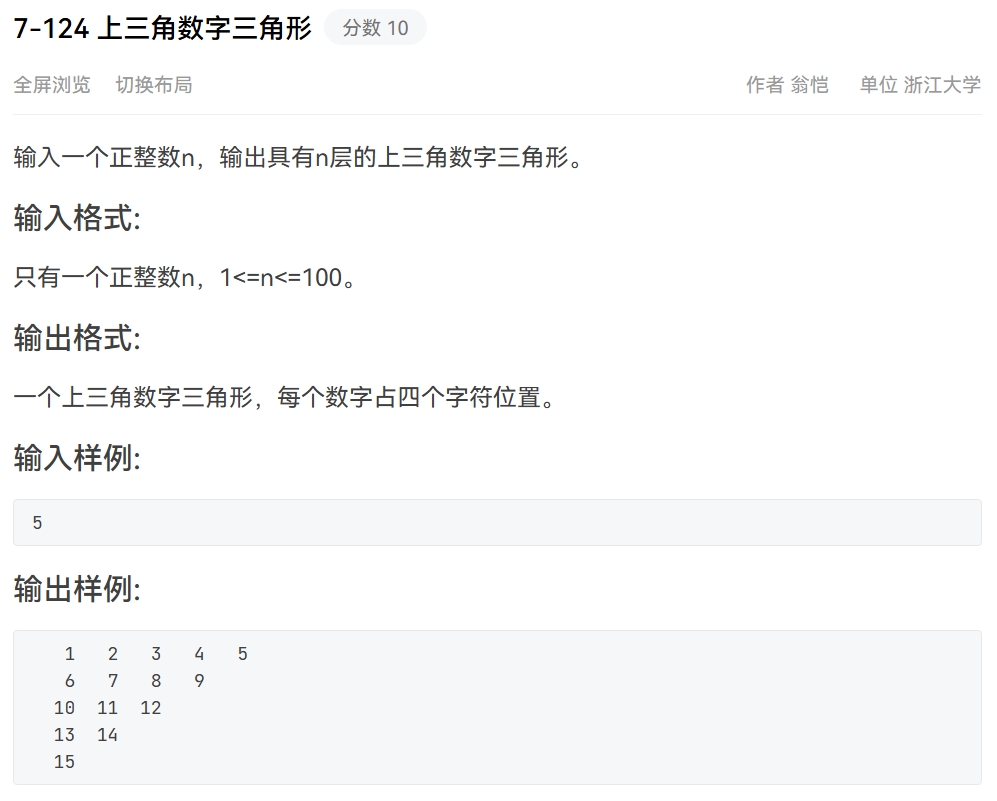 7-124 上三角数字三角形 分数 10
全屏浏览 切换布局 作者 翁恺 单位 浙江大学
输入一个正整数n，输出具有n层的上三角数字三角形。
输入格式:
只有一个正整数n，1<=n<=100。
输出格式:
一个上三角数字三角形，每个数字占四个字符位置。
输入样例:
5
输出样例:
   1   2   3   4   5
   6   7   8   9
  10  11  12
  13  14
  15